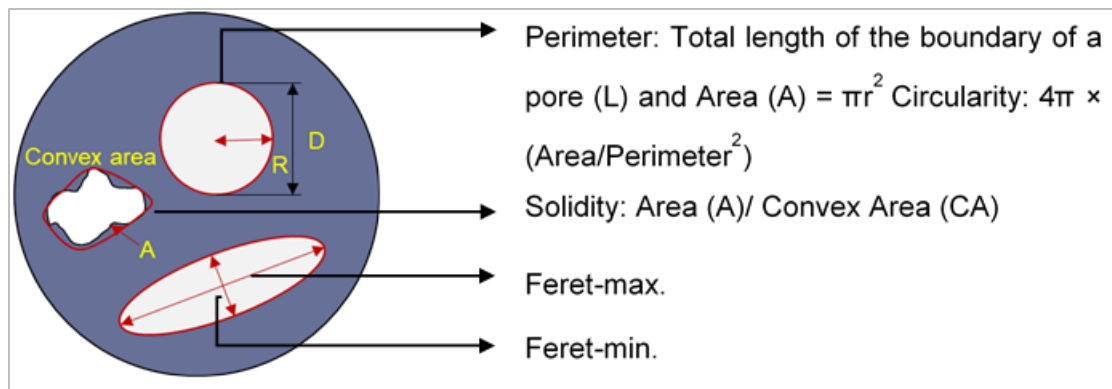 Perimeter: Total length of the boundary of a
pore (L) and Area (A) = πr² Circularity: 4π ×
(Area/Perimeter²)
Solidity: Area (A)/ Convex Area (CA)
Feret-max.
Feret-min.
Convex area
D
R
A